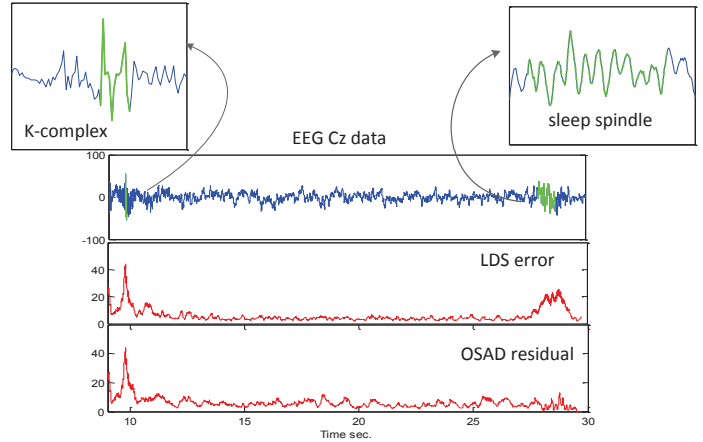 K-complex
sleep spindle
EEG Cz data
100
0
-100
LDS error
40
20
0
OSAD residual
40
20
0
10
15
20
25
30
Time sec.